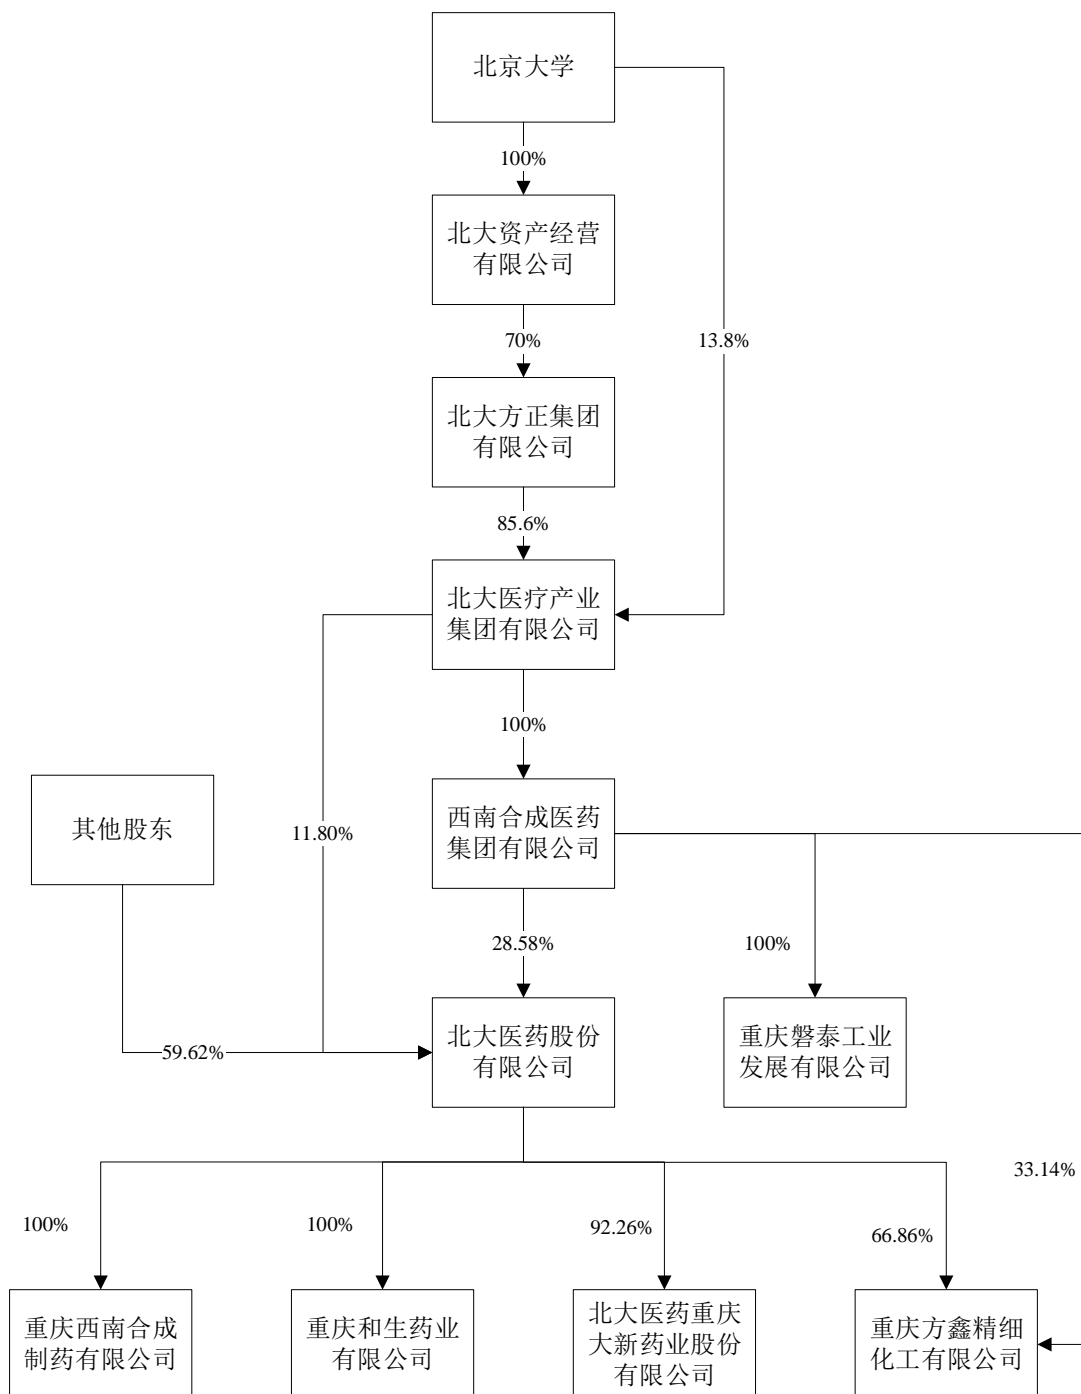 北京大学
100%
北大资产经营
有限公司
70%
13.8%
北大方正集团
有限公司
85.6%
北大医疗产业
集团有限公司
100%
其他股东
11.80%
西南合成医药
集团有限公司
28.58%
100%
59.62%
北大医药股份
有限公司
重庆磐泰工业
发展有限公司
33.14%
100%
100%
92.26%
66.86%
重庆西南合成
制药有限公司
重庆和生药业
有限公司
北大医药重庆
大新药业股份
有限公司
重庆方鑫精细
化工有限公司